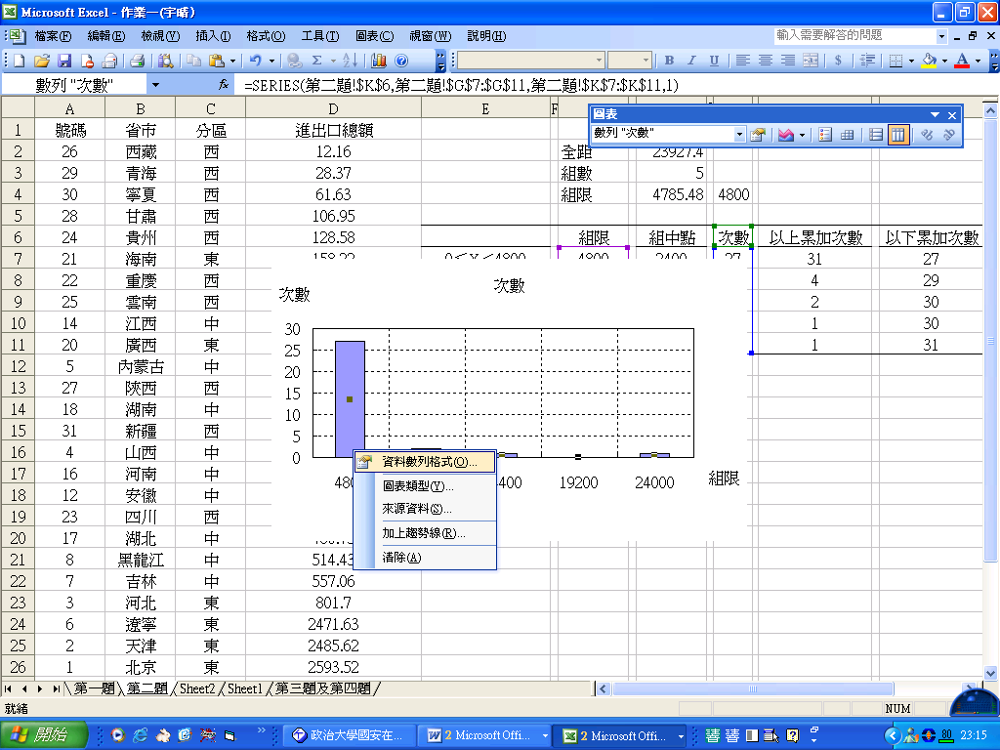 Microsoft Excel - 作業一(宇晴)
檔案(F) 編輯(E) 檢視(V) 插入(I) 格式(O) 工具(T) 圖表(C) 視窗(W) 說明(H) 輸入需要解答的問題
數列 "次數" fx =SERIES(第二題!$K$6,第二題!$G$7:$G$11,第二題!$K$7:$K$11,1)
A B C D E F
圖表
數列 "次數"
1 號碼 省市 分區 進出口總額
2 26 西藏 西 12.16 全距 23927.4
3 29 青海 西 28.37 組數 5
4 30 寧夏 西 61.63 組限 4785.48 4800
5 28 甘肅 西 106.95
6 24 貴州 西 128.58 組限 組中點 次數 以上累加次數 以下累加次數
7 21 海南 東 158.22 0≤X<4800 4800 2400 27 31 27
8 22 重慶 西 4 29
9 25 雲南 西 2 30
10 14 江西 中 1 30
11 20 廣西 東 1 31
12 5 內蒙古 中
13 27 陝西 西
14 18 湖南 中
15 31 新疆 西
16 4 山西 中
17 16 河南 中
18 12 安徽 中
19 23 四川 西
20 17 湖北 中
21 8 黑龍江 中 514.43
22 7 吉林 中 557.06
23 3 河北 東 801.7
24 6 遼寧 東 2471.63
25 2 天津 東 2485.62
26 1 北京 東 2593.52
次數
次數
30
25
20
15
10
5
0
480 400 19200 24000 組限
資料數列格式(O)...
圖表類型(Y)...
來源資料(S)...
加上趨勢線(R)...
清除(A)
第一題 第二題 Sheet2 Sheet1 第三題及第四題
就緒 NUM
開始 政治大學國安在... 2 Microsoft Offi... 2 Microsoft Offi... 30 23:15